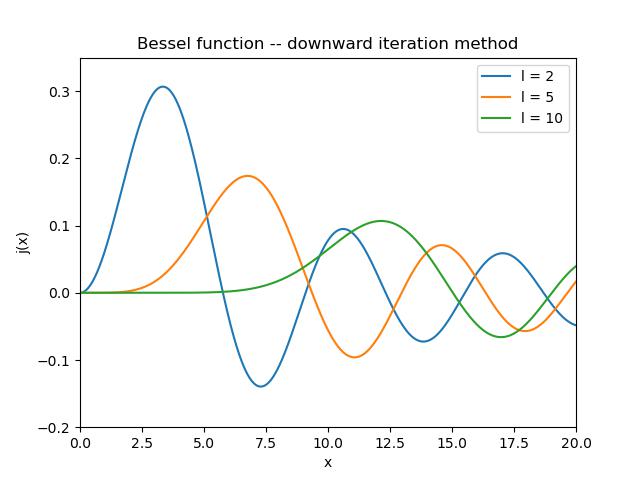 Bessel function -- downward iteration method
l = 2
l = 5
l = 10
j(x)
0.3
0.2
0.1
0.0
−0.1
−0.2
0.0 2.5 5.0 7.5 10.0 12.5 15.0 17.5 20.0
x